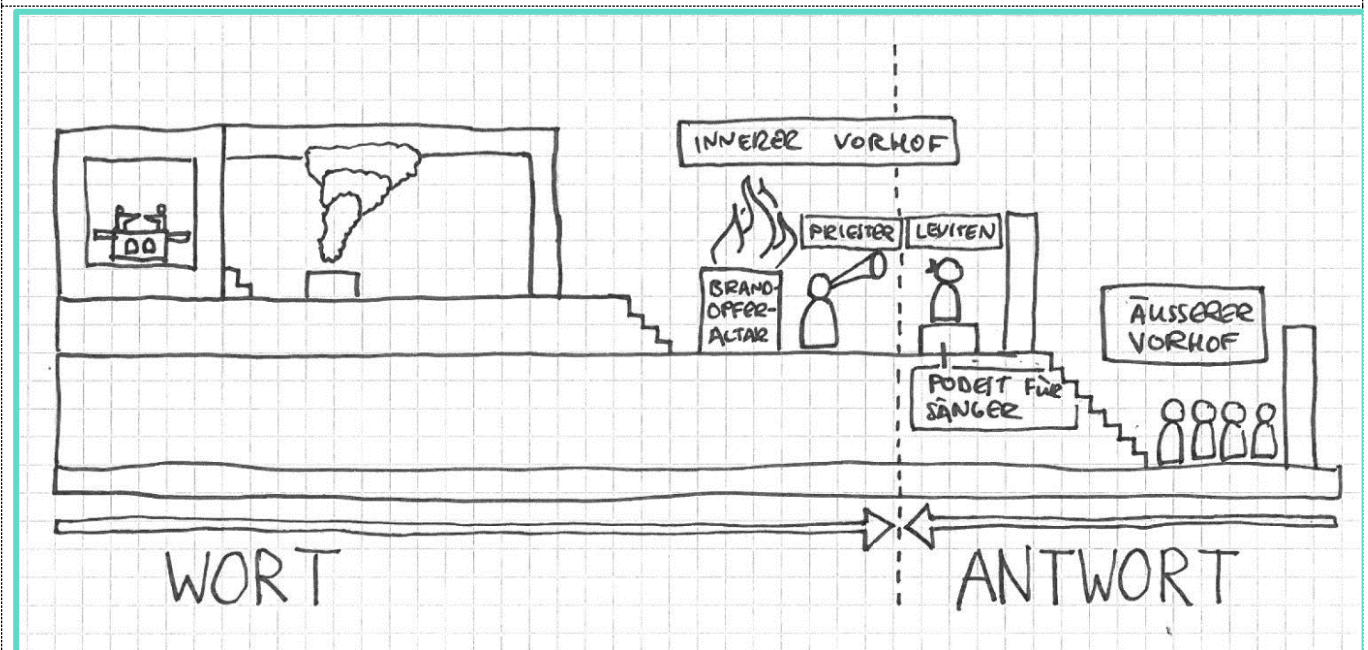 INNERER VORHOF
PRIESTER
LEVITEN
BRAND-
OPFER-
ALTAR
ÄUSSERER
VORHOF
PODEST FÜR
SÄNGER
WORT
ANTWORT